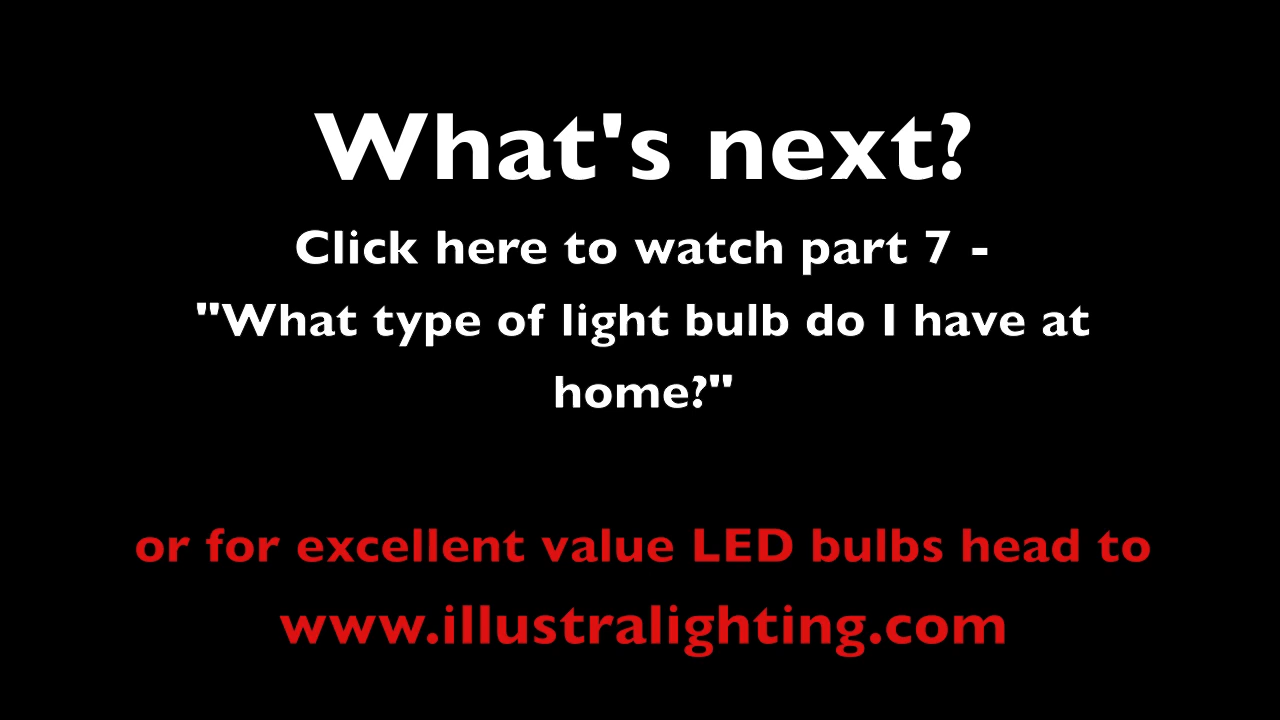 What's next?
Click here to watch part 7 -
"What type of light bulb do I have at
home?"
or for excellent value LED bulbs head to
www.illustralighting.com